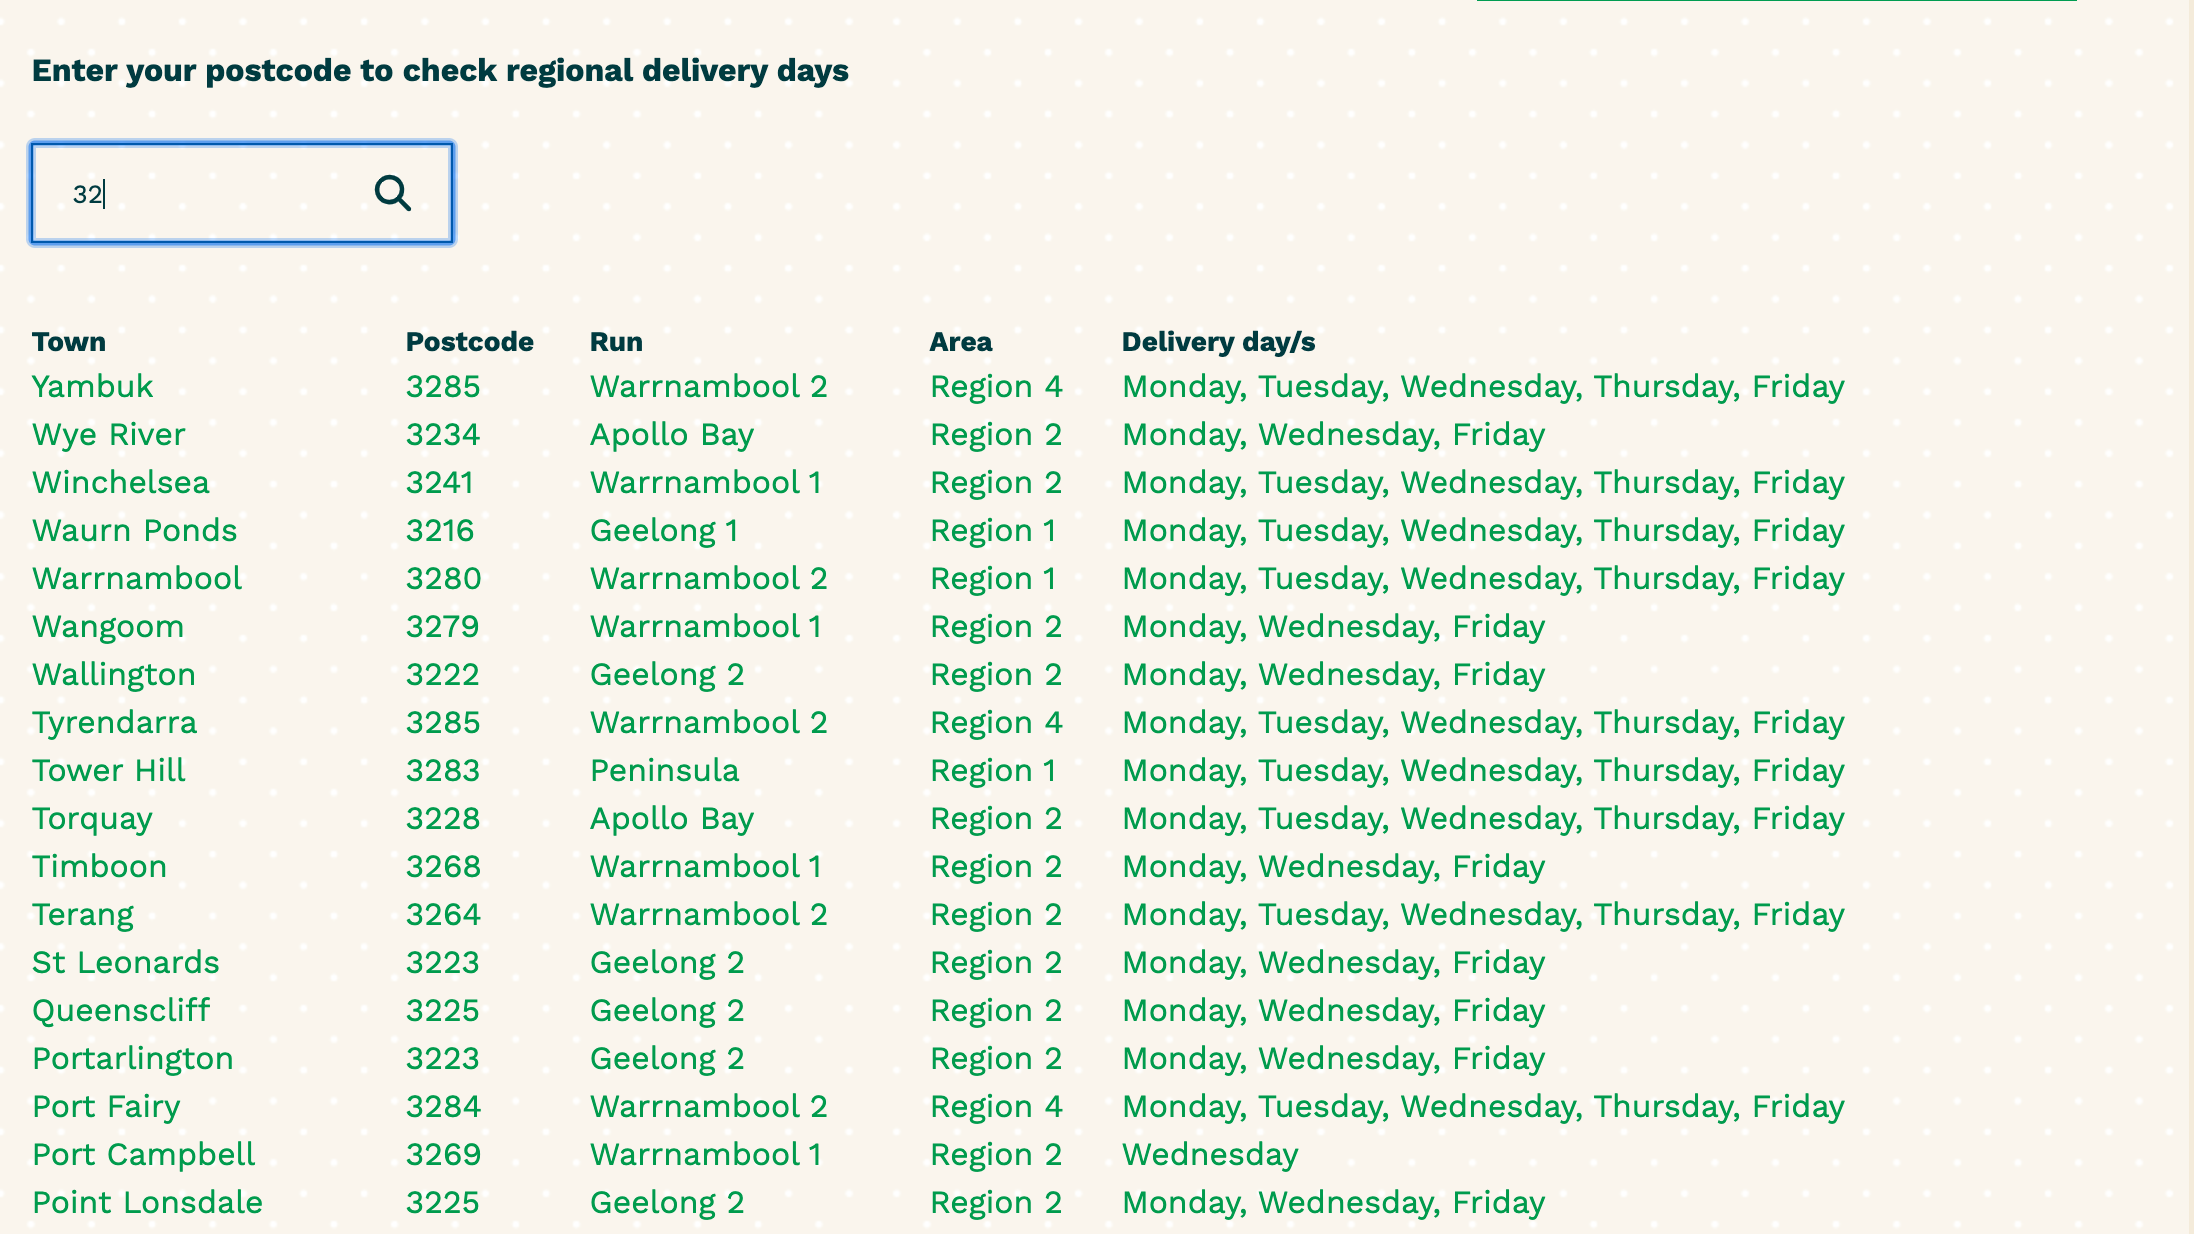 Enter your postcode to check regional delivery days
32
Town Postcode Run Area Delivery day/s
Yambuk 3285 Warrnambool 2 Region 4 Monday, Tuesday, Wednesday, Thursday, Friday
Wye River 3234 Apollo Bay Region 2 Monday, Wednesday, Friday
Winchelsea 3241 Warrnambool 1 Region 2 Monday, Tuesday, Wednesday, Thursday, Friday
Waurn Ponds 3216 Geelong 1 Region 1 Monday, Tuesday, Wednesday, Thursday, Friday
Warrnambool 3280 Warrnambool 2 Region 1 Monday, Tuesday, Wednesday, Thursday, Friday
Wangoom 3279 Warrnambool 1 Region 2 Monday, Wednesday, Friday
Wallington 3222 Geelong 2 Region 2 Monday, Wednesday, Friday
Tyrendarra 3285 Warrnambool 2 Region 4 Monday, Tuesday, Wednesday, Thursday, Friday
Tower Hill 3283 Peninsula Region 1 Monday, Tuesday, Wednesday, Thursday, Friday
Torquay 3228 Apollo Bay Region 2 Monday, Tuesday, Wednesday, Thursday, Friday
Timboon 3268 Warrnambool 1 Region 2 Monday, Wednesday, Friday
Terang 3264 Warrnambool 2 Region 2 Monday, Tuesday, Wednesday, Thursday, Friday
St Leonards 3223 Geelong 2 Region 2 Monday, Wednesday, Friday
Queenscliff 3225 Geelong 2 Region 2 Monday, Wednesday, Friday
Portarlington 3223 Geelong 2 Region 2 Monday, Wednesday, Friday
Port Fairy 3284 Warrnambool 2 Region 4 Monday, Tuesday, Wednesday, Thursday, Friday
Port Campbell 3269 Warrnambool 1 Region 2 Wednesday
Point Lonsdale 3225 Geelong 2 Region 2 Monday, Wednesday, Friday